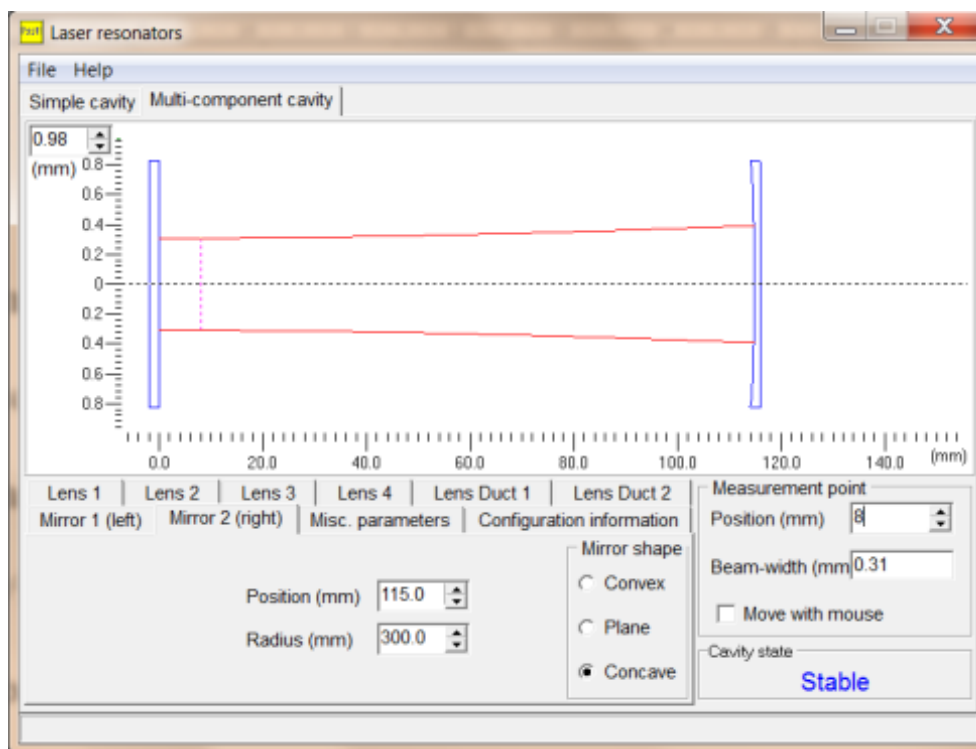 Laser resonators
File Help
Simple cavity Multi-component cavity
0.98
(mm) 0.8
0.6
0.4
0.2
0
0.2
0.4
0.6
0.8
0.0 20.0 40.0 60.0 80.0 100.0 120.0 140.0 (mm)
Lens 1 Lens 2 Lens 3 Lens 4 Lens Duct 1 Lens Duct 2
Mirror 1 (left) Mirror 2 (right) Misc. parameters Configuration information
Position (mm) 115.0
Radius (mm) 300.0
Mirror shape
Convex
Plane
Concave
Measurement point
Position (mm) 8
Beam-width (mm 0.31
Move with mouse
Cavity state
Stable